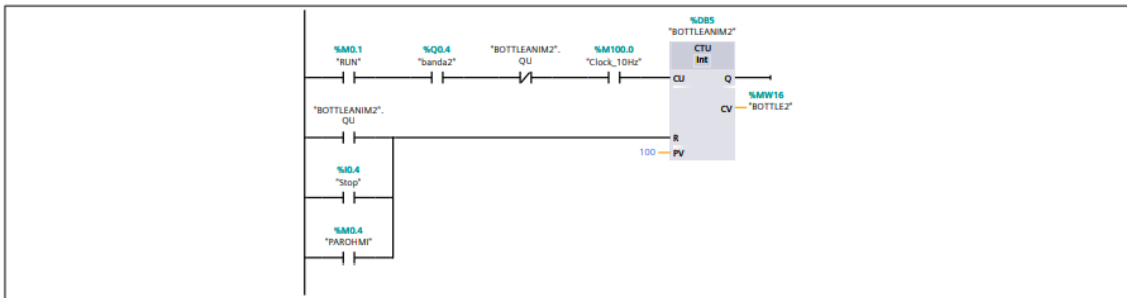 %DB5
"BOTTLEANIM2"
%M0.1
"RUN"
%Q0.4
"banda2"
"BOTTLEANIM2".
QU
%M100.0
"Clock_10Hz"
CTU
Int
CU
Q
%MW16
CV
"BOTTLE2"
"BOTTLEANIM2".
QU
R
100
PV
%I0.4
"Stop"
%M0.4
"PAROHMI"